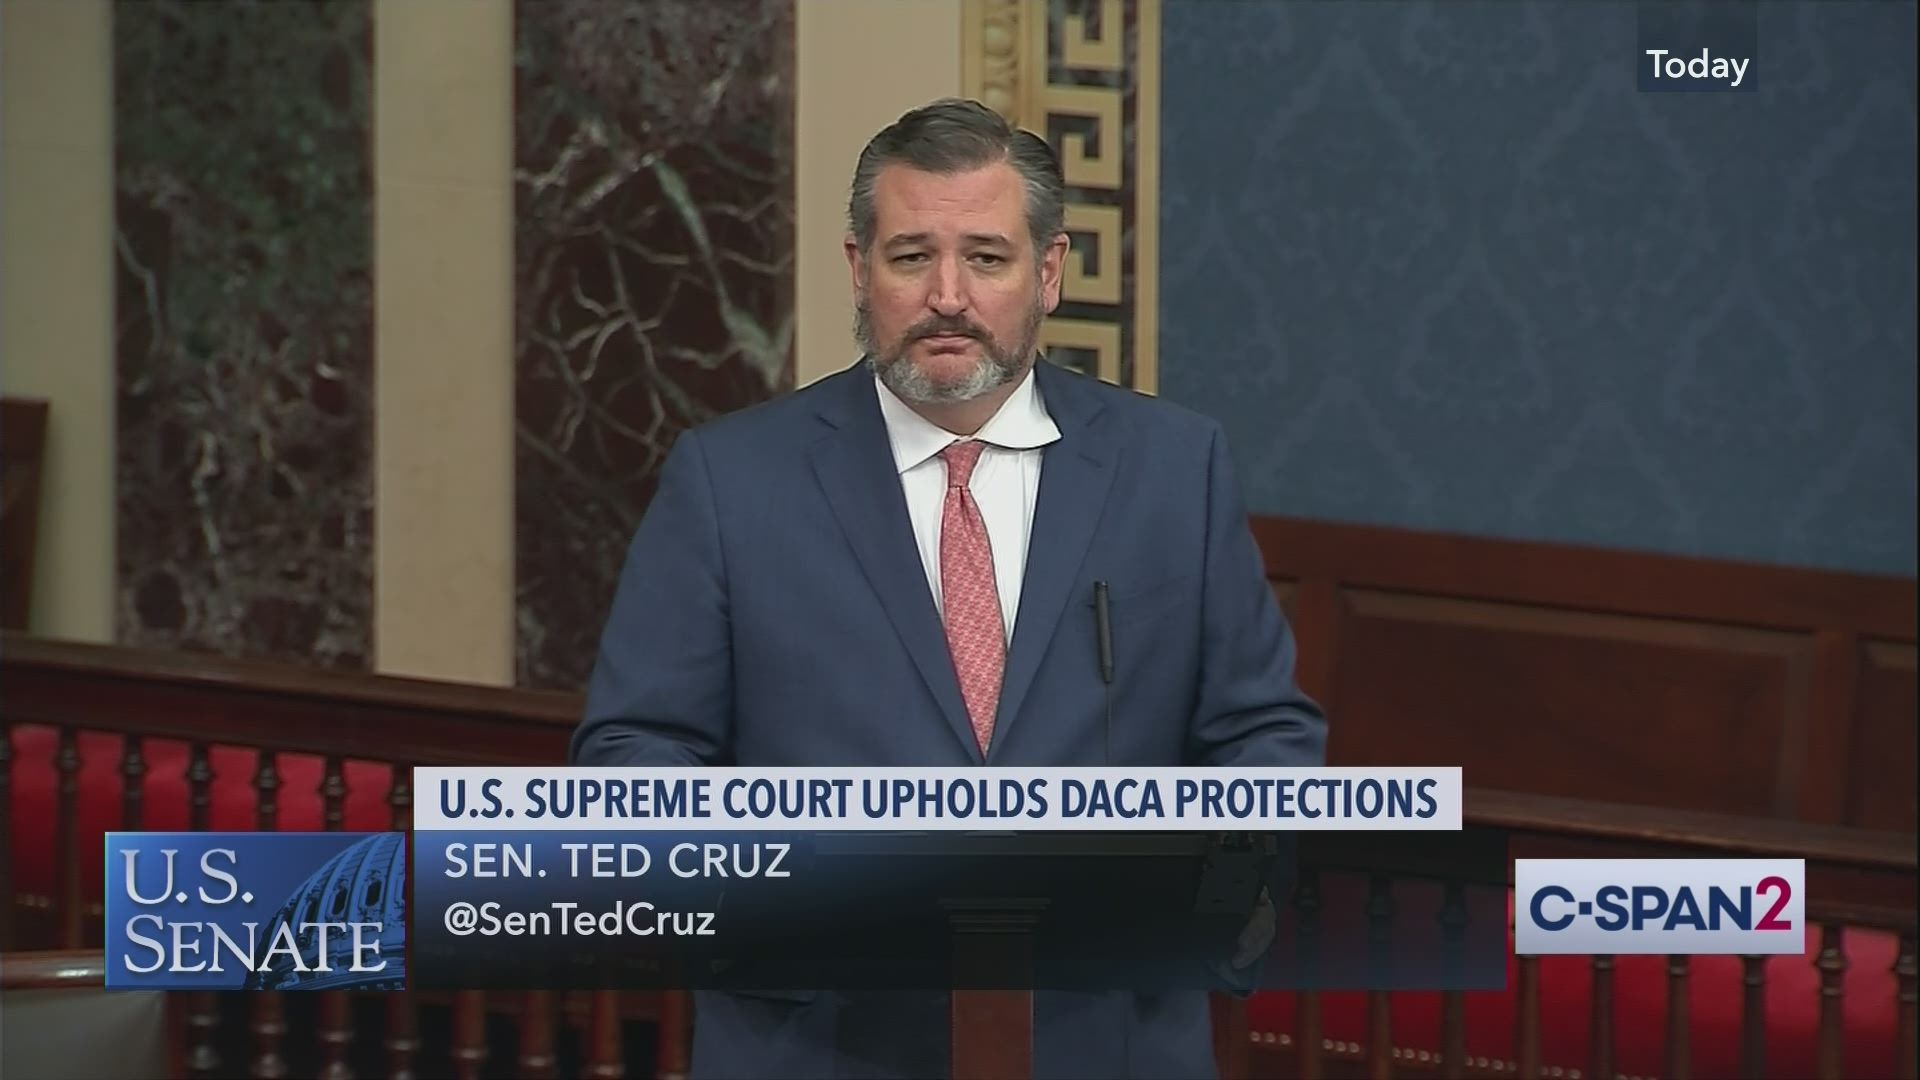 Today
U.S. SUPREME COURT UPHOLDS DACA PROTECTIONS
U.S. SENATE
SEN. TED CRUZ
@SenTedCruz
C-SPAN2